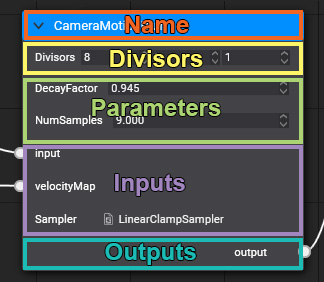 CameraMoti Name
Divisors 8 Divisors 1
DecayFactor 0.945
Parameters
NumSamples 9.000
input
velocityMap Inputs
Sampler LinearClampSampler
Outputs output